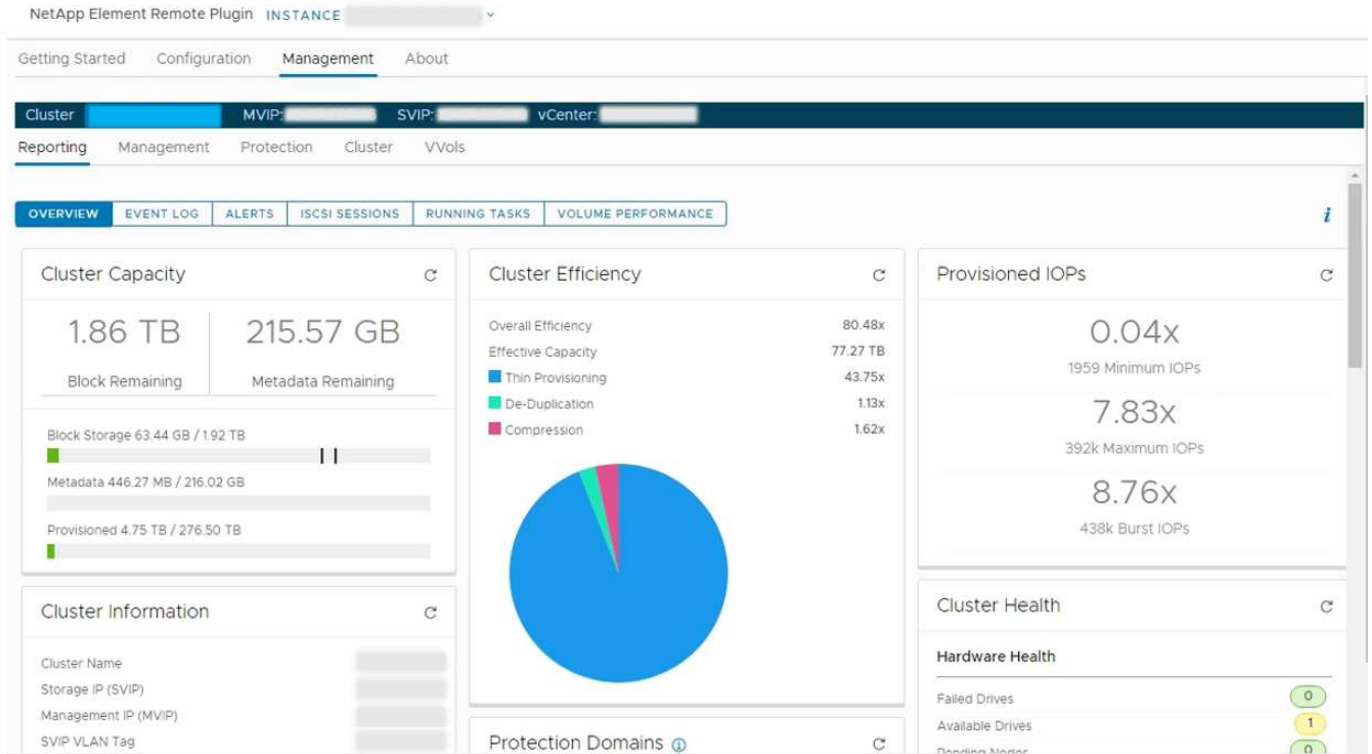 NetApp Element Remote Plugin INSTANCE
Getting Started Configuration Management About
Cluster MVIP: SVIP: vCenter:
Reporting Management Protection Cluster VVols
OVERVIEW EVENT LOG ALERTS ISCSI SESSIONS RUNNING TASKS VOLUME PERFORMANCE i
Cluster Capacity
1.86 TB 215.57 GB
Block Remaining Metadata Remaining
Block Storage 63.44 GB / 1.92 TB
Metadata 446.27 MB / 216.02 GB
Provisioned 4.75 TB / 276.50 TB
Cluster Information
Cluster Name
Storage IP (SVIP)
Management IP (MVIP)
SVIP VLAN Tag
Cluster Efficiency
Overall Efficiency 80.48x
Effective Capacity 77.27 TB
Thin Provisioning 43.75x
De-Duplication 1.13x
Compression 1.62x
Protection Domains
Provisioned IOPs
0.04x
1959 Minimum IOPs
7.83x
392k Maximum IOPs
8.76x
438k Burst IOPs
Cluster Health
Hardware Health
Failed Drives 0
Available Drives 1
Pending Nodes 0